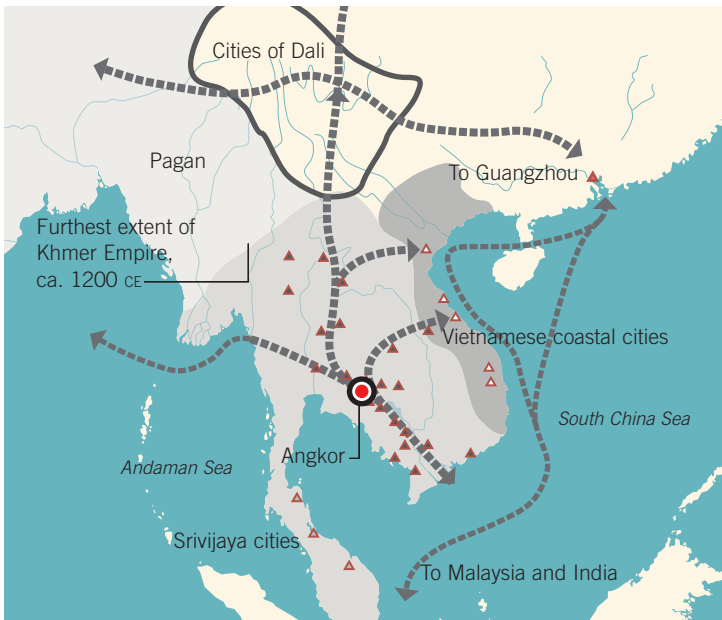 Cities of Dali
Pagan
To Guangzhou
Furthest extent of
Khmer Empire,
ca. 1200 CE
Vietnamese coastal cities
South China Sea
Angkor
Andaman Sea
Srivijaya cities
To Malaysia and India